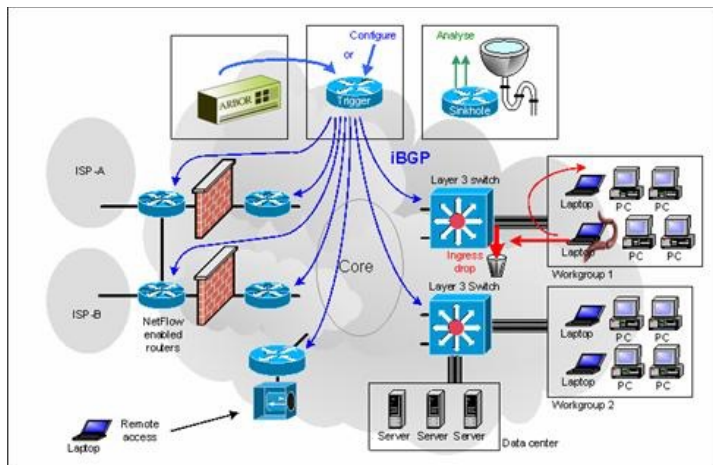 Configure
or
ARBOR
Trigger
Analyse
Sinkhole
iBGP
ISP-A
Layer 3 switch
Laptop
PC
PC
Laptop
PC
PC
Workgroup 1
Ingress
drop
Core
ISP-B
NetFlow
enabled
routers
Layer 3 Switch
Laptop
PC
PC
Laptop
PC
PC
Workgroup 2
Remote
access
Laptop
Server
Server
Server
Data center